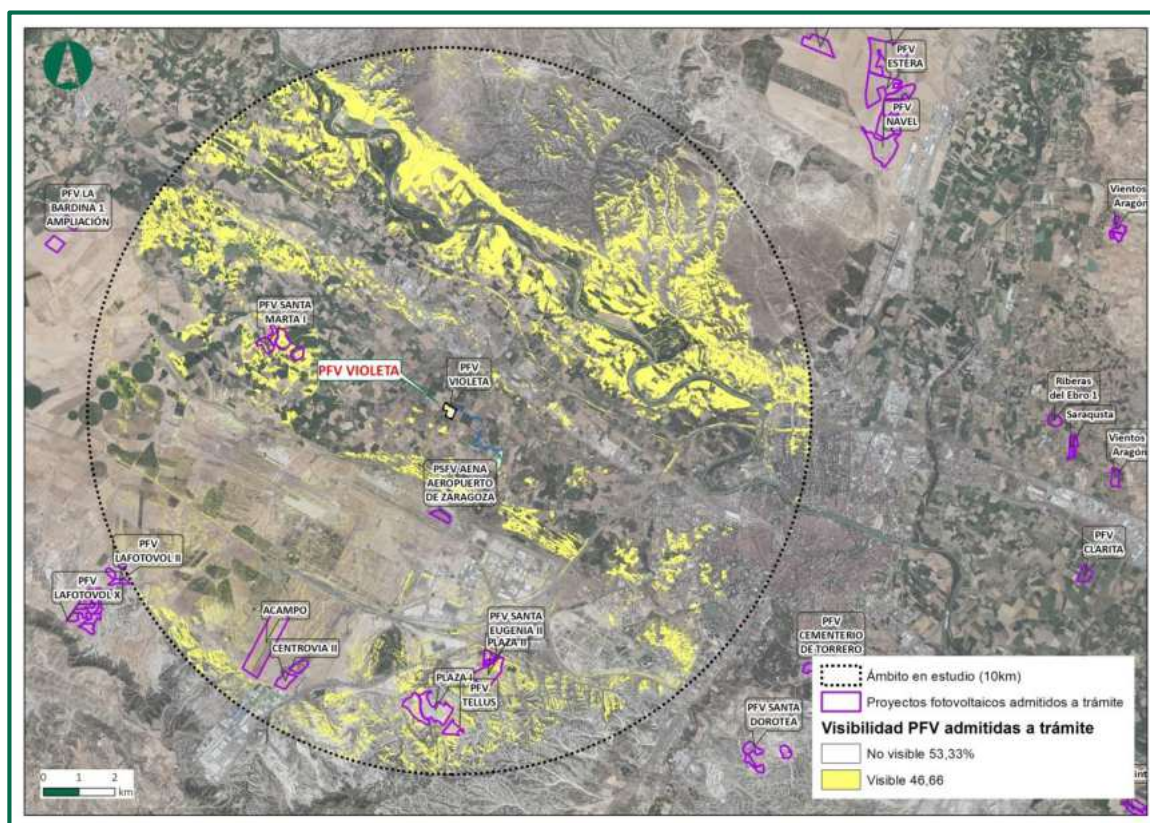 PFV
ESTERA
PFV
NAVEL
PFV LA
BARDINA 1
AMPLIACIÓN
Vientos
Aragón
PFV SANTA
MARTA I
PFV VIOLETA
PFV
VIOLETA
Riberas
del Ebro 1
Saraqusta
Vientos
Aragón
PSFV AENA
AEROPUERTO
DE ZARAGOZA
PFV
LAFOTOVOL II
PFV
LAFOTOVOL X
PFV
CLARITA
ACAMPO
CENTROVIA II
PFV SANTA
EUGENIA II
PLAZA II
PLAZA I
PFV
TELLUS
PFV
CEMENTERIO
DE TORRERO
PFV SANTA
DOROTEA
Ámbito en estudio (10km)
Proyectos fotovoltaicos admitidos a trámite
Visibilidad PFV admitidas a trámite
No visible 53,33%
Visible 46,66
0 1 2
km